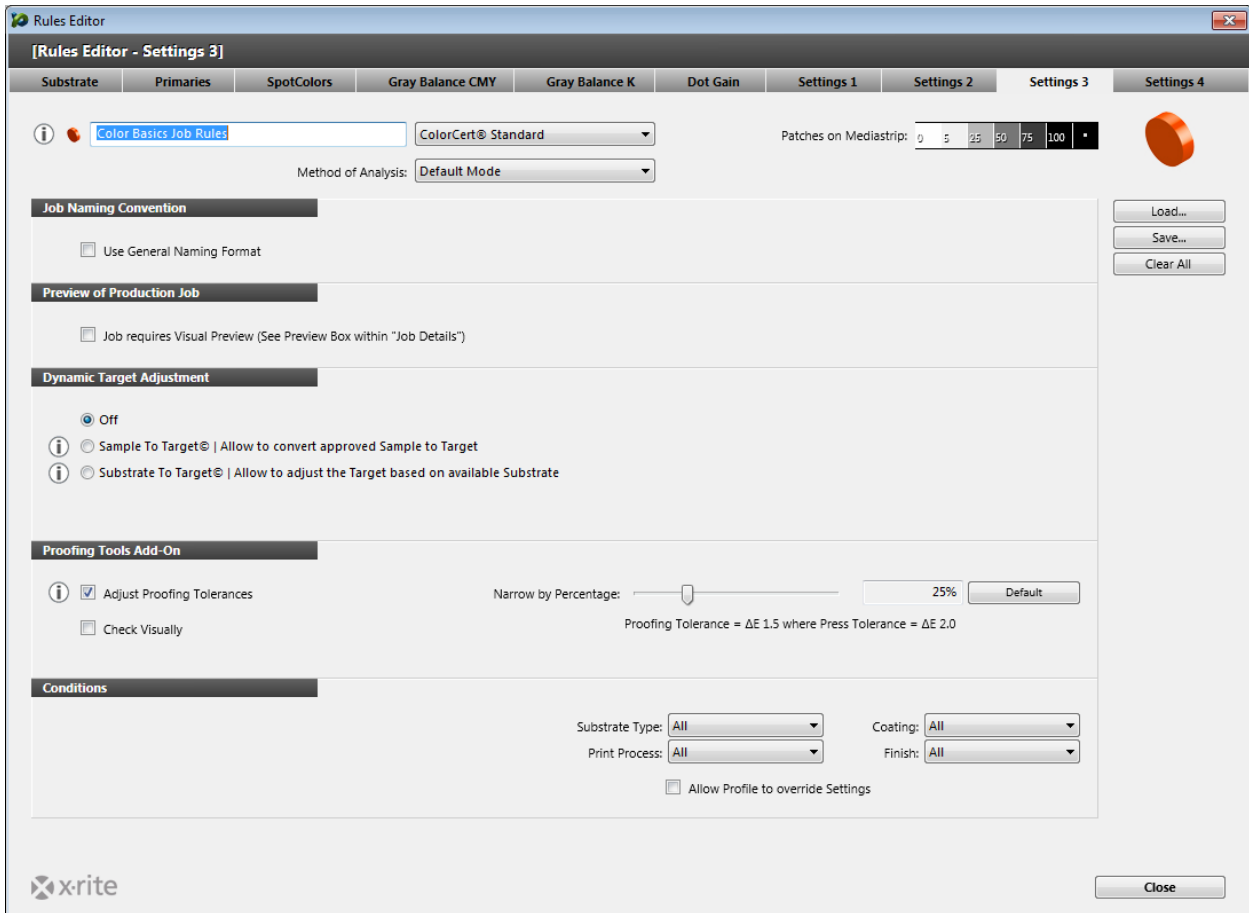 Rules Editor
[Rules Editor - Settings 3]
Substrate Primaries SpotColors Gray Balance CMY Gray Balance K Dot Gain Settings 1 Settings 2 Settings 3 Settings 4
Color Basics Job Rules ColorCert® Standard Patches on Mediastrip: 0 5 25 50 75 100 *
Method of Analysis: Default Mode
Job Naming Convention
Load...
Save...
Use General Naming Format
Clear All
Preview of Production Job
Job requires Visual Preview (See Preview Box within "Job Details")
Dynamic Target Adjustment
Off
Sample To Target© | Allow to convert approved Sample to Target
Substrate To Target© | Allow to adjust the Target based on available Substrate
Proofing Tools Add-On
Adjust Proofing Tolerances Narrow by Percentage: 25% Default
Check Visually Proofing Tolerance = ΔE 1.5 where Press Tolerance = ΔE 2.0
Conditions
Substrate Type: All Coating: All
Print Process: All Finish: All
Allow Profile to override Settings
x·rite Close